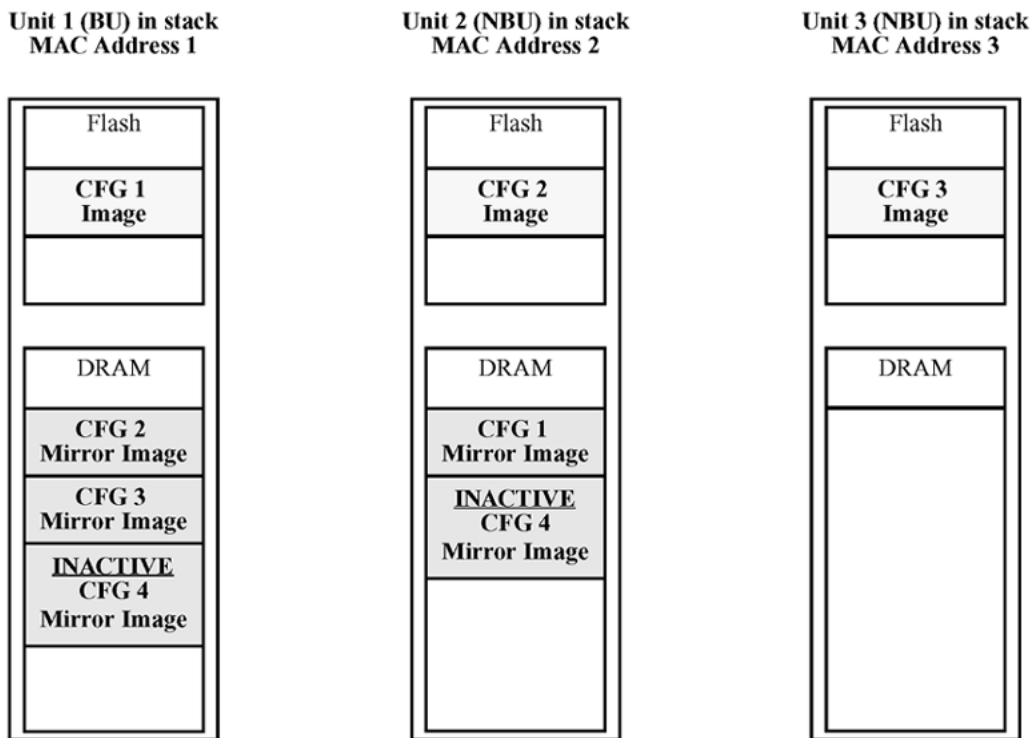 Unit 1 (BU) in stack
MAC Address 1
Flash
CFG 1
Image
DRAM
CFG 2
Mirror Image
CFG 3
Mirror Image
INACTIVE
CFG 4
Mirror Image
Unit 2 (NBU) in stack
MAC Address 2
Flash
CFG 2
Image
DRAM
CFG 1
Mirror Image
INACTIVE
CFG 4
Mirror Image
Unit 3 (NBU) in stack
MAC Address 3
Flash
CFG 3
Image
DRAM